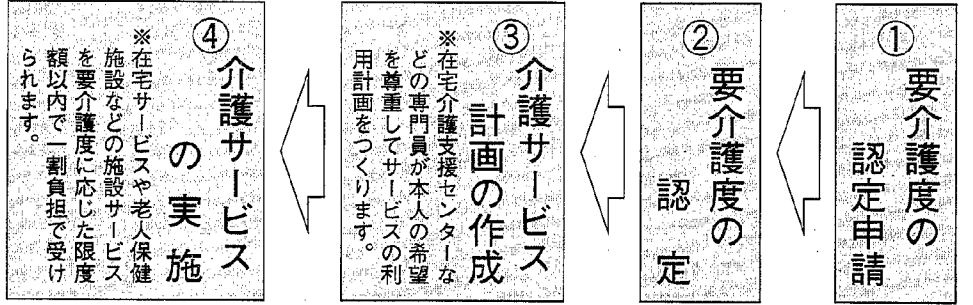 ①
要介護度の
認定申請
②
要介護度の
認定
③
介護サービス
計画の作成
※在宅介護支援センターな
どの専門員が本人の希望
を尊重してサービスの利
用計画をつくります。
④
介護サービス
の実施
※在宅サービスや老人保健
施設などの施設サービス
を要介護度に応じた限度
額以内で一割負担で受け
られます。